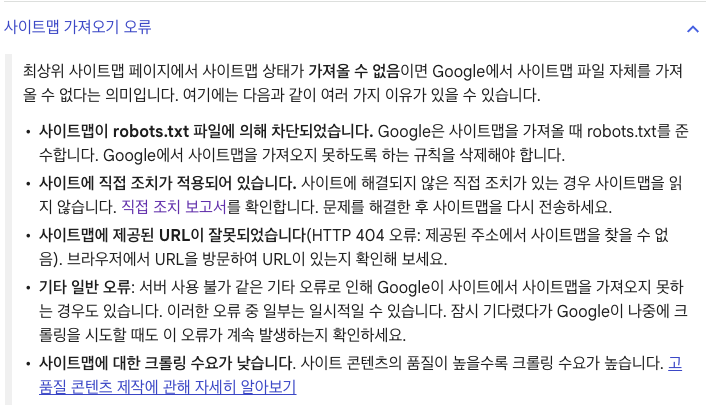 사이트맵 가져오기 오류
최상위 사이트맵 페이지에서 사이트맵 상태가 가져올 수 없음이면 Google에서 사이트맵 파일 자체를 가져
올 수 없다는 의미입니다. 여기에는 다음과 같이 여러 가지 이유가 있을 수 있습니다.
• 사이트맵이 robots.txt 파일에 의해 차단되었습니다. Google은 사이트맵을 가져올 때 robots.txt를 준
수합니다. Google에서 사이트맵을 가져오지 못하도록 하는 규칙을 삭제해야 합니다.
• 사이트에 직접 조치가 적용되어 있습니다. 사이트에 해결되지 않은 직접 조치가 있는 경우 사이트맵을 읽
지 않습니다. 직접 조치 보고서를 확인합니다. 문제를 해결한 후 사이트맵을 다시 전송하세요.
• 사이트맵에 제공된 URL이 잘못되었습니다(HTTP 404 오류: 제공된 주소에서 사이트맵을 찾을 수 없
음). 브라우저에서 URL을 방문하여 URL이 있는지 확인해 보세요.
• 기타 일반 오류: 서버 사용 불가 같은 기타 오류로 인해 Google이 사이트에서 사이트맵을 가져오지 못하
는 경우도 있습니다. 이러한 오류 중 일부는 일시적일 수 있습니다. 잠시 기다렸다가 Google이 나중에 크
롤링을 시도할 때도 이 오류가 계속 발생하는지 확인하세요.
• 사이트맵에 대한 크롤링 수요가 낮습니다. 사이트 콘텐츠의 품질이 높을수록 크롤링 수요가 높습니다. 고
품질 콘텐츠 제작에 관해 자세히 알아보기